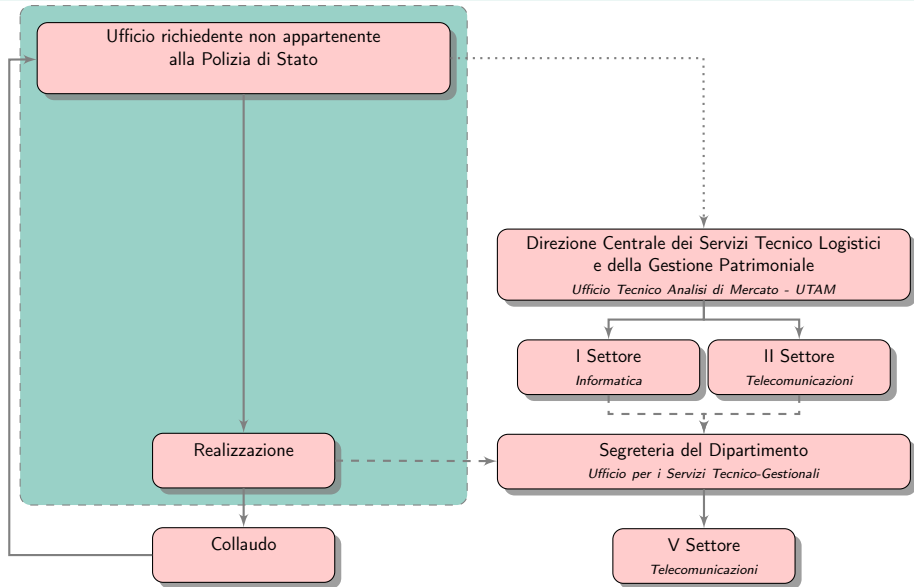 Ufficio richiedente non appartenente
alla Polizia di Stato
Direzione Centrale dei Servizi Tecnico Logistici
e della Gestione Patrimoniale
Ufficio Tecnico Analisi di Mercato - UTAM
I Settore
Informatica
II Settore
Telecomunicazioni
Realizzazione
Segreteria del Dipartimento
Ufficio per i Servizi Tecnico-Gestionali
Collaudo
V Settore
Telecomunicazioni